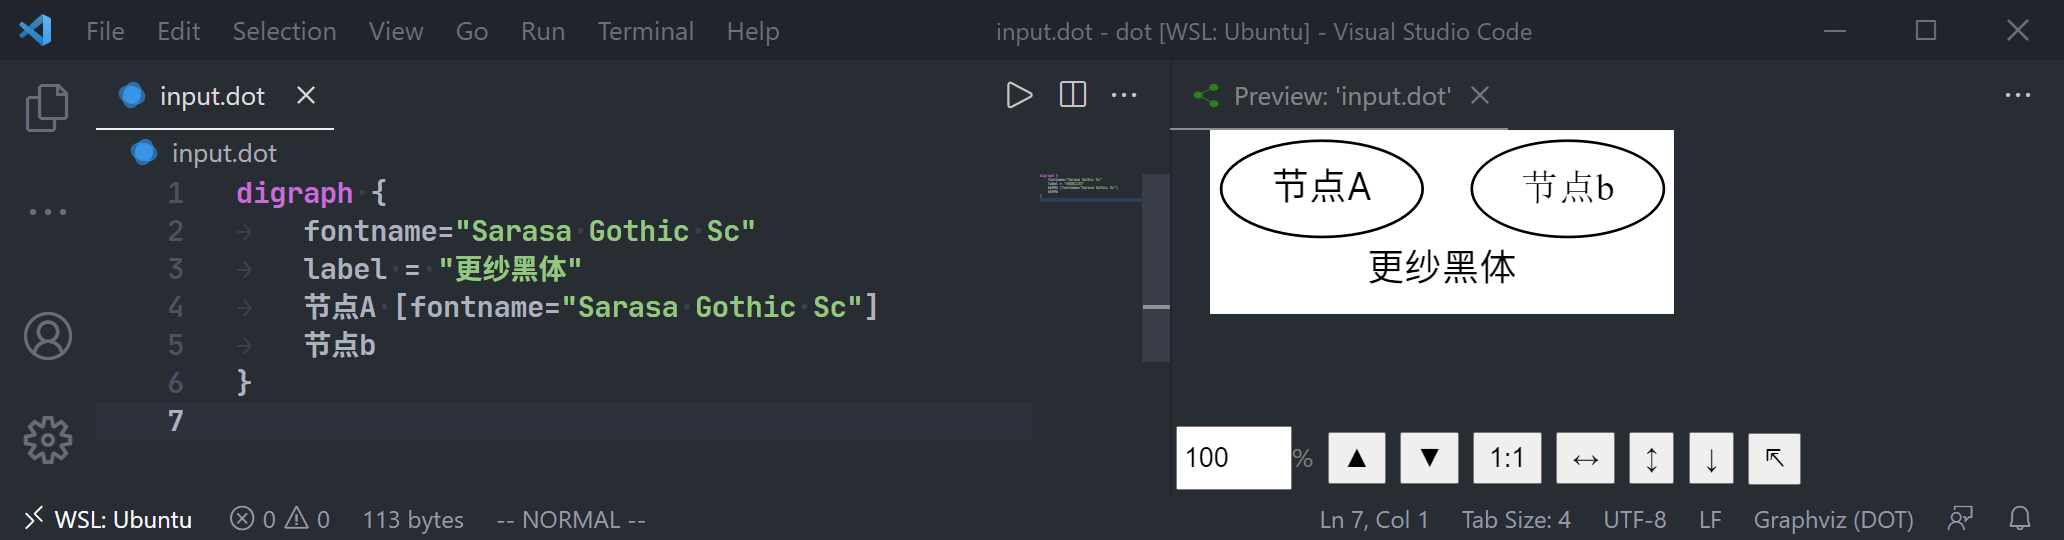 File Edit Selection View Go Run Terminal Help
input.dot - dot [WSL: Ubuntu] - Visual Studio Code
input.dot
Preview: 'input.dot'
input.dot
1 digraph {
2 fontname="Sarasa Gothic Sc"
3 label = "更纱黑体"
4 节点A [fontname="Sarasa Gothic Sc"]
5 节点b
6 }
7
节点A 节点b
更纱黑体
100 % ▲ ▼ 1:1 ↔ ↕ ↓ ↖
WSL: Ubuntu 0 0 113 bytes -- NORMAL --
Ln 7, Col 1 Tab Size: 4 UTF-8 LF Graphviz (DOT)